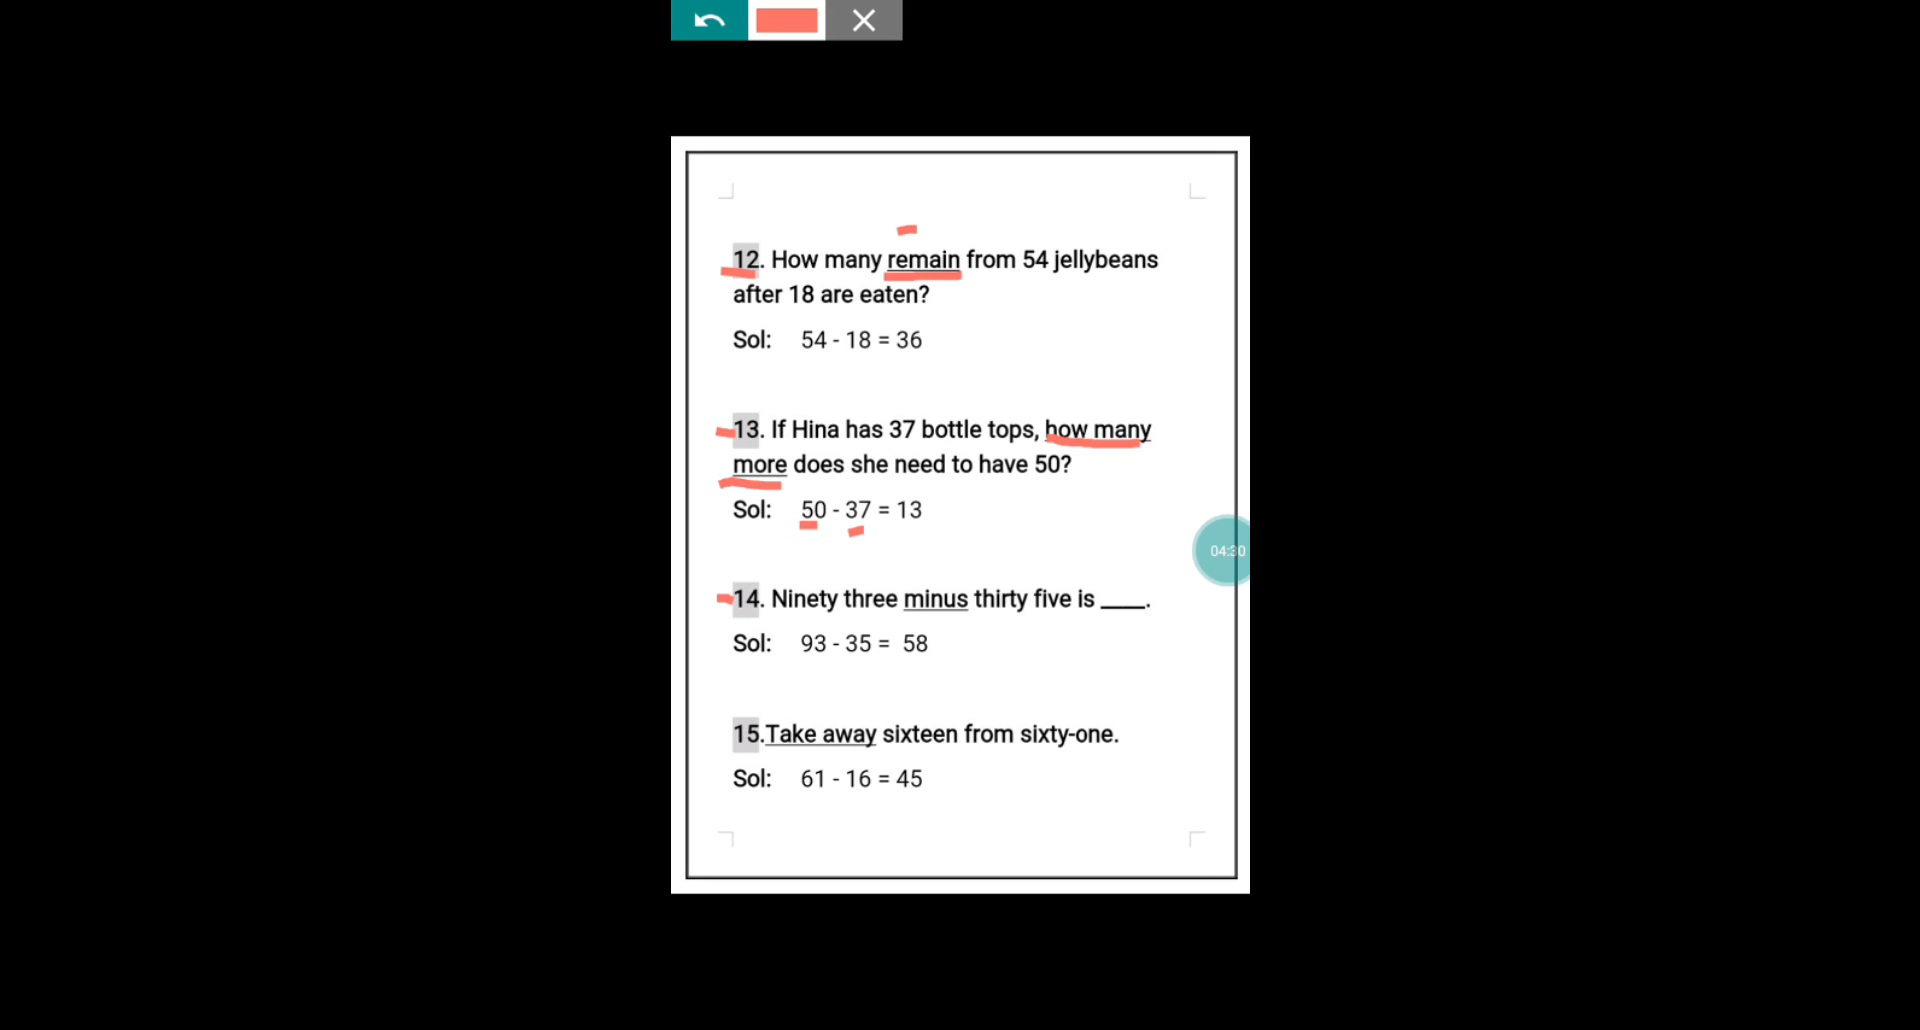 12. How many remain from 54 jellybeans
after 18 are eaten?
Sol: 54 - 18 = 36
13. If Hina has 37 bottle tops, how many
more does she need to have 50?
Sol: 50 - 37 = 13
04:30
14. Ninety three minus thirty five is ____.
Sol: 93 - 35 = 58
15.Take away sixteen from sixty-one.
Sol: 61 - 16 = 45